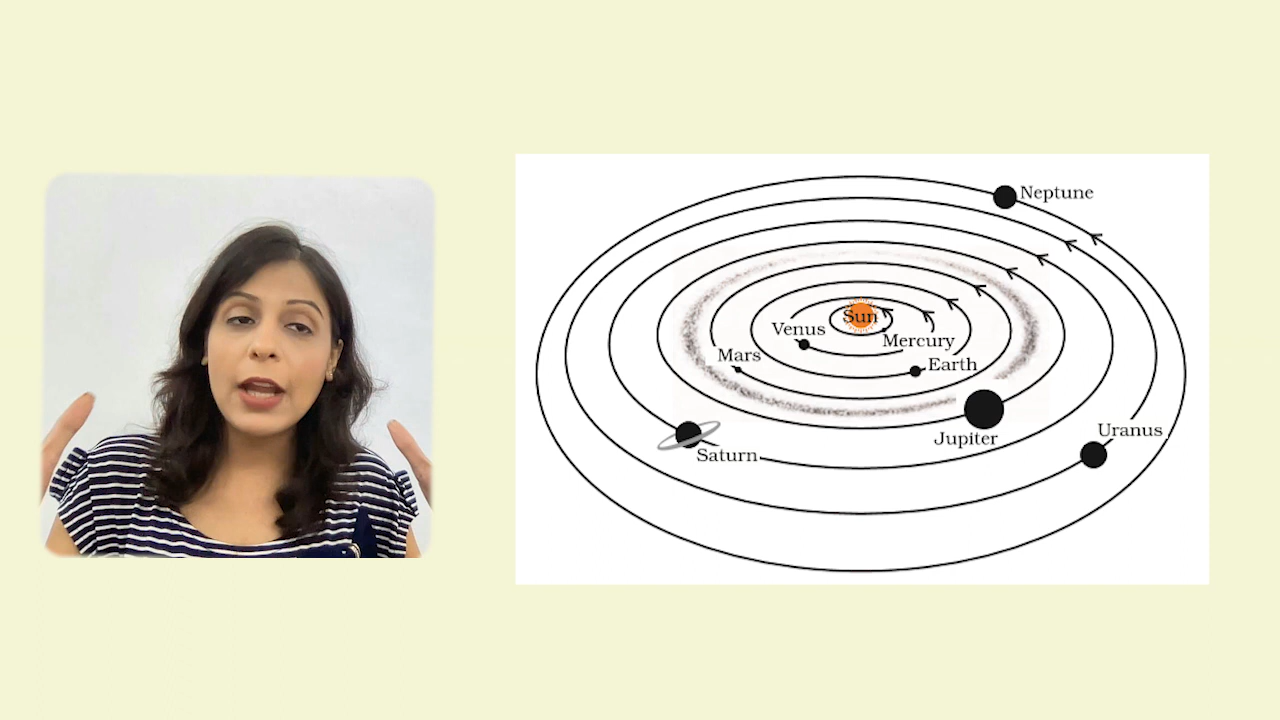 Neptune
Sun
Venus
Mercury
Mars
Earth
Jupiter
Uranus
Saturn